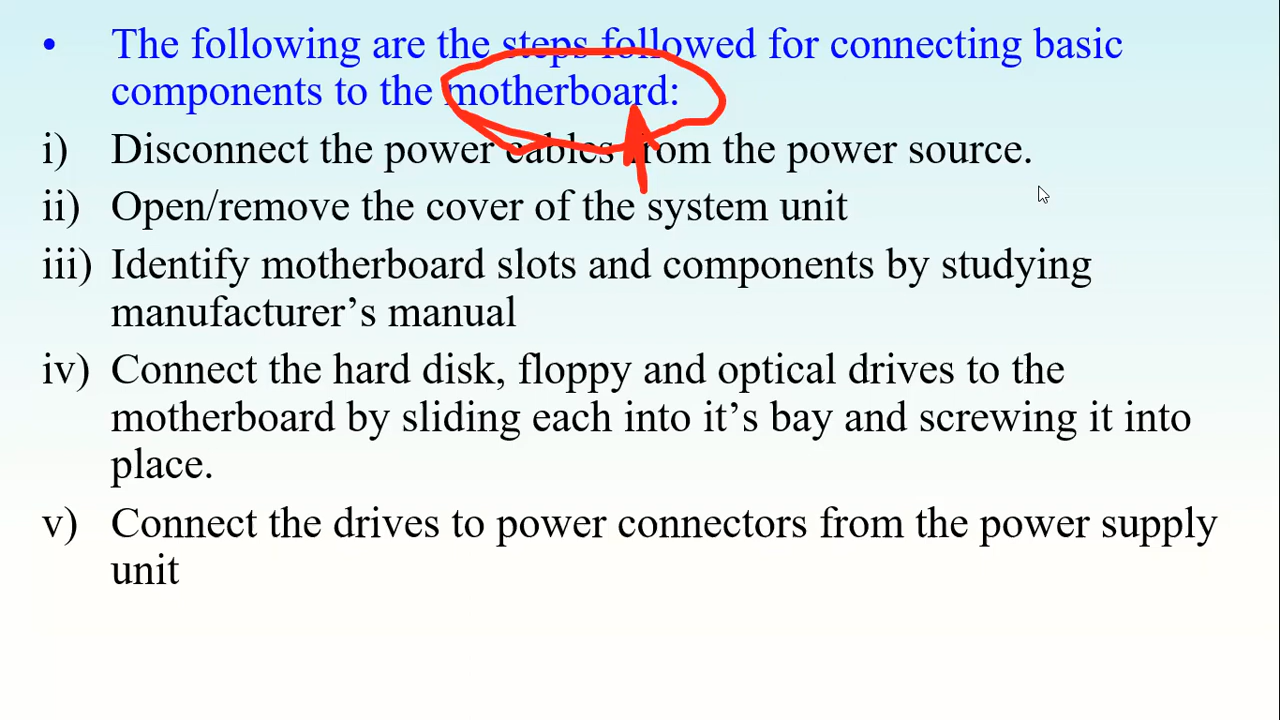 • The following are the steps followed for connecting basic
components to the motherboard:
i) Disconnect the power cables from the power source.
ii) Open/remove the cover of the system unit
iii) Identify motherboard slots and components by studying
manufacturer’s manual
iv) Connect the hard disk, floppy and optical drives to the
motherboard by sliding each into it’s bay and screwing it into
place.
v) Connect the drives to power connectors from the power supply
unit